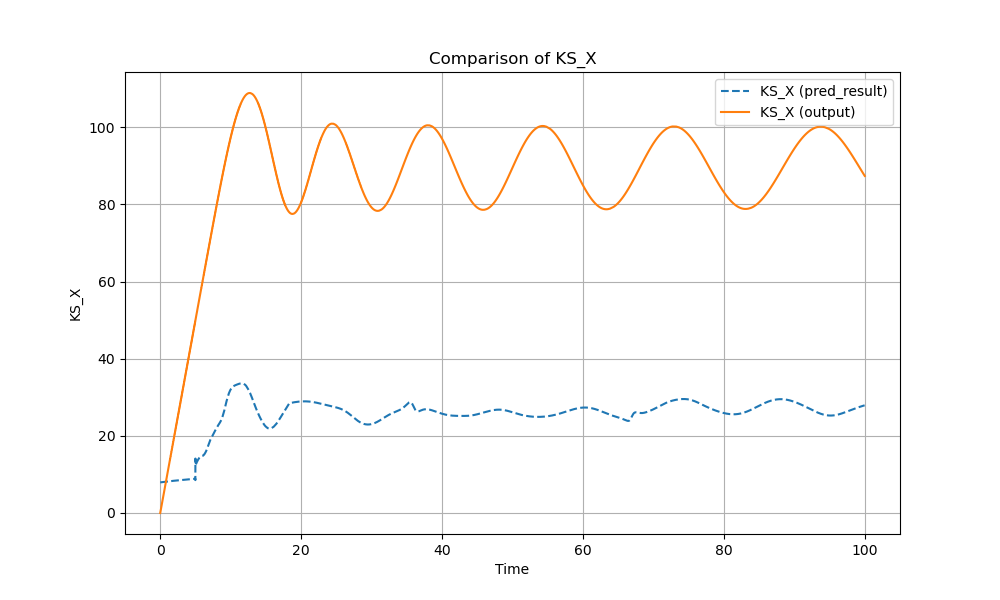 Comparison of KS_X
KS_X (pred_result)
KS_X (output)
100
80
60
40
20
0
KS_X
0 20 40 60 80 100
Time